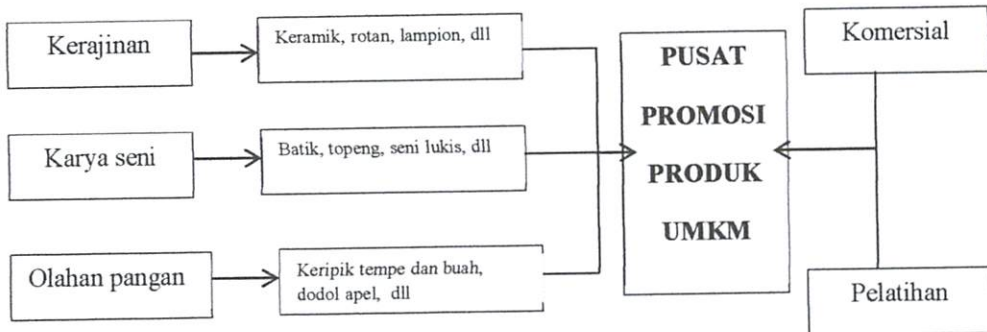 Kerajinan
Keramik, rotan, lampion, dll
Karya seni
Batik, topeng, seni lukis, dll
Olahan pangan
Keripik tempe dan buah,
dodol apel, dll
PUSAT
PROMOSI
PRODUK
UMKM
Komersial
Pelatihan